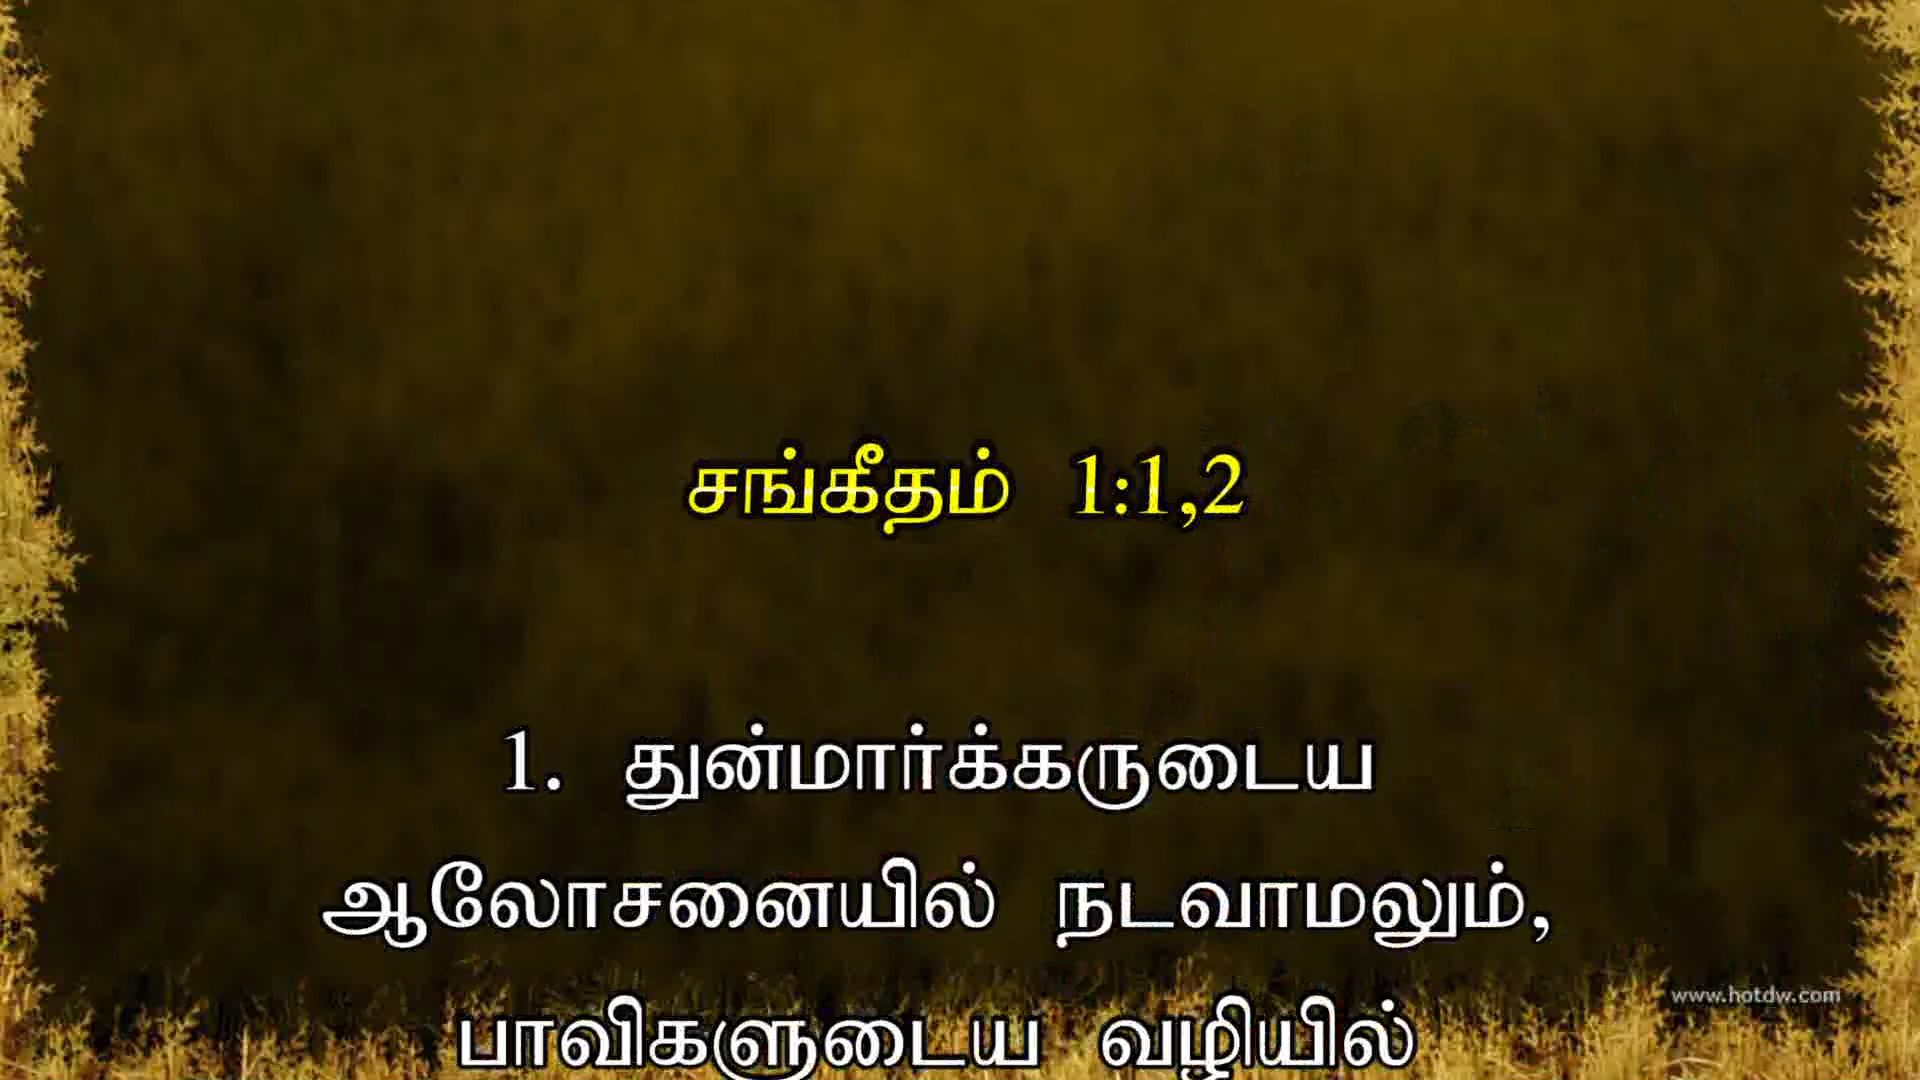 சங்கீதம் 1:1,2
1. துன்மார்க்கருடைய
ஆலோசனையில் நடவாமலும்,
www.hotdw.com
பாவிகளுடைய வழியில்